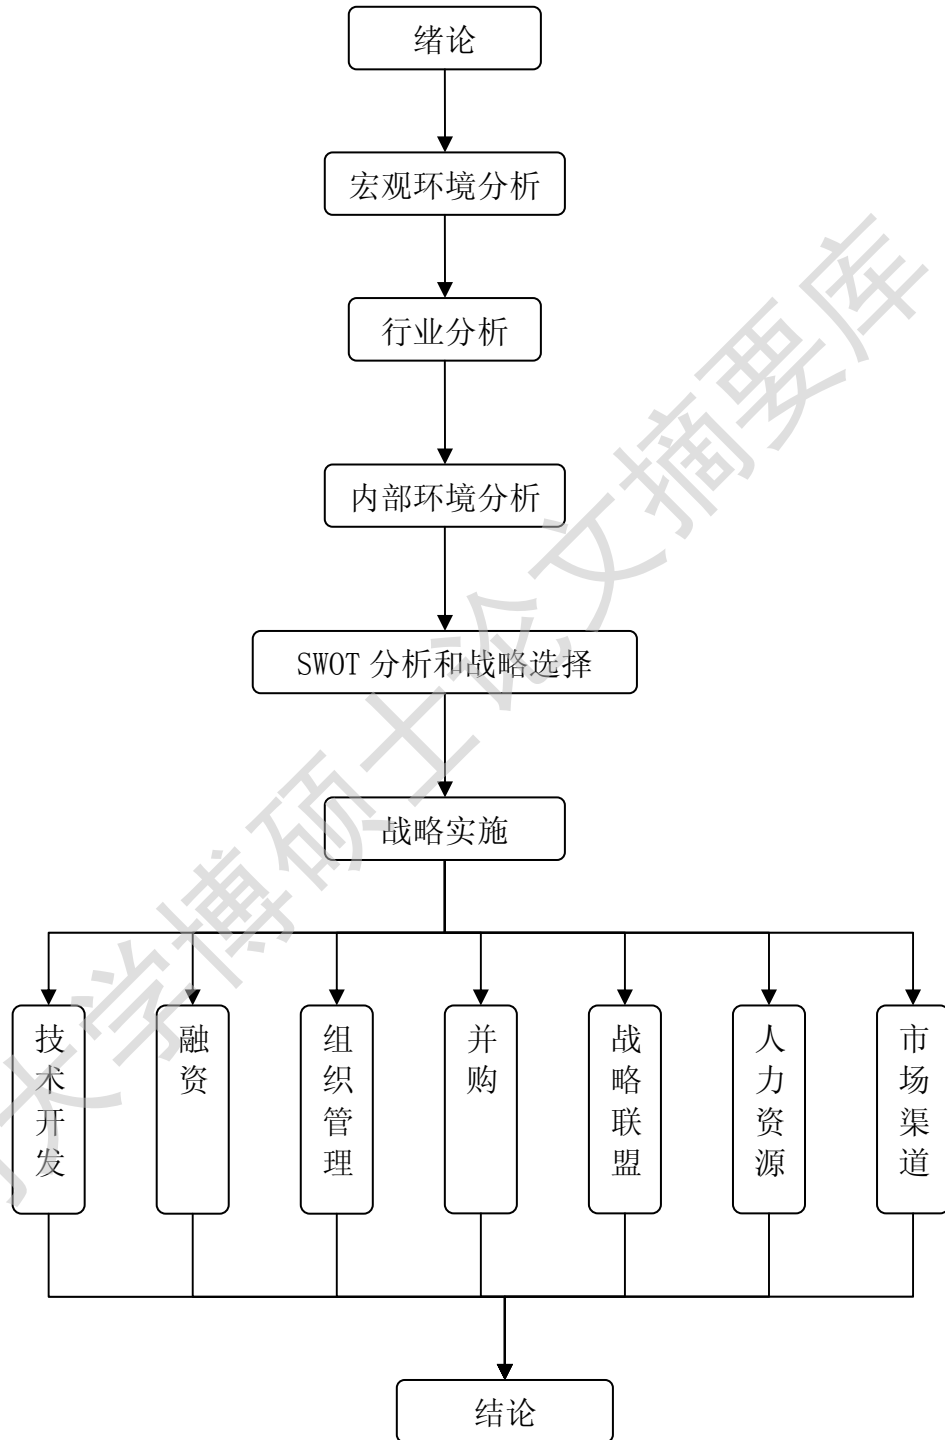 绪论
宏观环境分析
行业分析
内部环境分析
SWOT 分析和战略选择
战略实施
技术开发
融资
组织管理
并购
战略联盟
人力资源
市场渠道
结论
大学博硕士论文摘要库